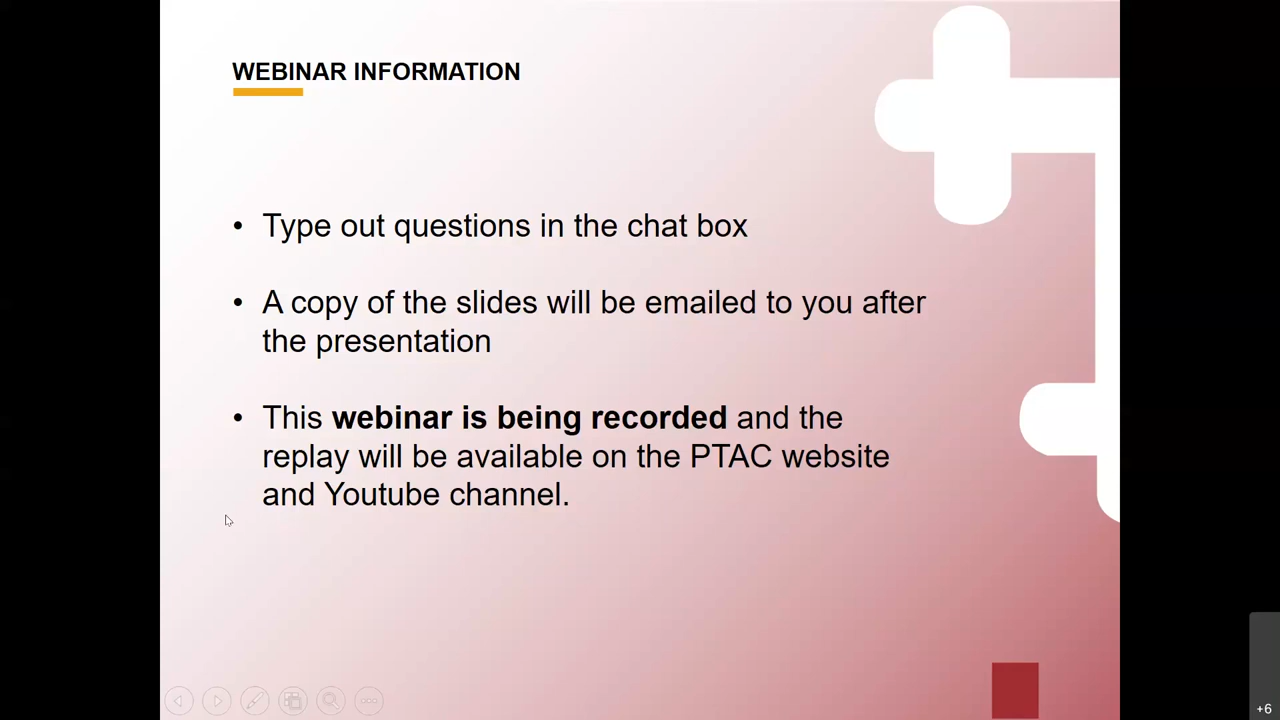 WEBINAR INFORMATION
• Type out questions in the chat box
• A copy of the slides will be emailed to you after
the presentation
• This webinar is being recorded and the
replay will be available on the PTAC website
and Youtube channel.
+6